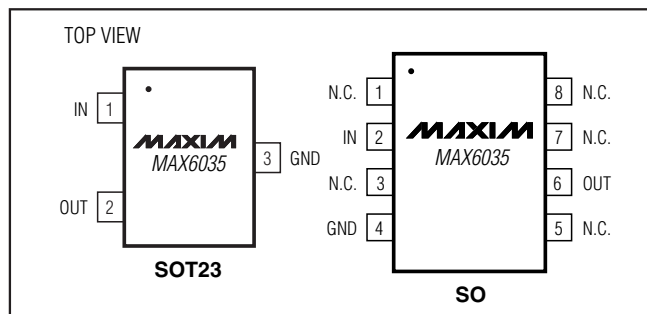 TOP VIEW
IN 1
MAXIM
MAX6035
3 GND
OUT 2
SOT23
N.C. 1
8 N.C.
IN 2
MAXIM
7 N.C.
MAX6035
N.C. 3
6 OUT
GND 4
5 N.C.
SO